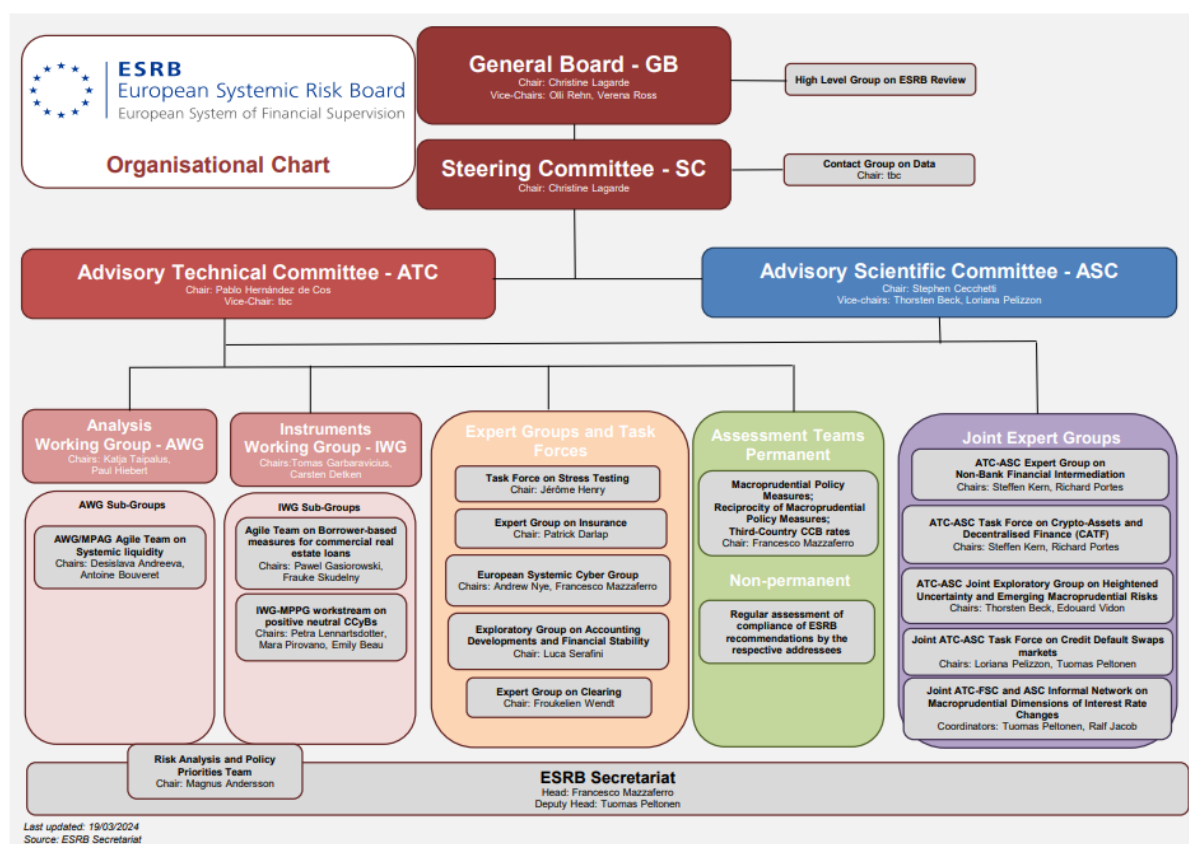 ESRB
European Systemic Risk Board
European System of Financial Supervision
Organisational Chart
General Board - GB
Chair: Christine Lagarde
Vice-Chairs: Olli Rehn, Verena Ross
High Level Group on ESRB Review
Steering Committee - SC
Chair: Christine Lagarde
Contact Group on Data
Chair: tbc
Advisory Technical Committee - ATC
Chair: Pablo Hernández de Cos
Vice-Chair: tbc
Advisory Scientific Committee - ASC
Chair: Stephen Cecchetti
Vice-chairs: Thorsten Beck, Loriana Pelizzon
Analysis
Working Group - AWG
Chairs: Katja Taipalus,
Paul Hiebert
AWG Sub-Groups
AWG/MPAG Agile Team on
Systemic liquidity
Chairs: Desislava Andreeva,
Antoine Bouveret
Instruments
Working Group - IWG
Chairs:Tomas Garbaravicius,
Carsten Detken
IWG Sub-Groups
Agile Team on Borrower-based
measures for commercial real
estate loans
Chairs: Pawel Gasiorowski,
Frauke Skudelny
IWG-MPPG workstream on
positive neutral CCyBs
Chairs: Petra Lennartsdotter,
Mara Pirovano, Emily Beau
Expert Groups and Task
Forces
Task Force on Stress Testing
Chair: Jérôme Henry
Expert Group on Insurance
Chair: Patrick Darlap
European Systemic Cyber Group
Chairs: Andrew Nye, Francesco Mazzaferro
Exploratory Group on Accounting
Developments and Financial Stability
Chair: Luca Serafini
Expert Group on Clearing
Chair: Froukelien Wendt
Assessment Teams
Permanent
Macroprudential Policy
Measures;
Reciprocity of Macroprudential
Policy Measures;
Third-Country CCB rates
Chair: Francesco Mazzaferro
Non-permanent
Regular assessment of
compliance of ESRB
recommendations by the
respective addressees
Joint Expert Groups
ATC-ASC Expert Group on
Non-Bank Financial Intermediation
Chairs: Steffen Kern, Richard Portes
ATC-ASC Task Force on Crypto-Assets and
Decentralised Finance (CATF)
Chairs: Steffen Kern, Richard Portes
ATC-ASC Joint Exploratory Group on Heightened
Uncertainty and Emerging Macroprudential Risks
Chairs: Thorsten Beck, Edouard Vidon
Joint ATC-ASC Task Force on Credit Default Swaps
markets
Chairs: Loriana Pelizzon, Tuomas Peltonen
Joint ATC-FSC and ASC Informal Network on
Macroprudential Dimensions of Interest Rate
Changes
Coordinators: Tuomas Peltonen, Ralf Jacob
Risk Analysis and Policy
Priorities Team
Chair: Magnus Andersson
ESRB Secretariat
Head: Francesco Mazzaferro
Deputy Head: Tuomas Peltonen
Last updated: 19/03/2024
Source: ESRB Secretariat